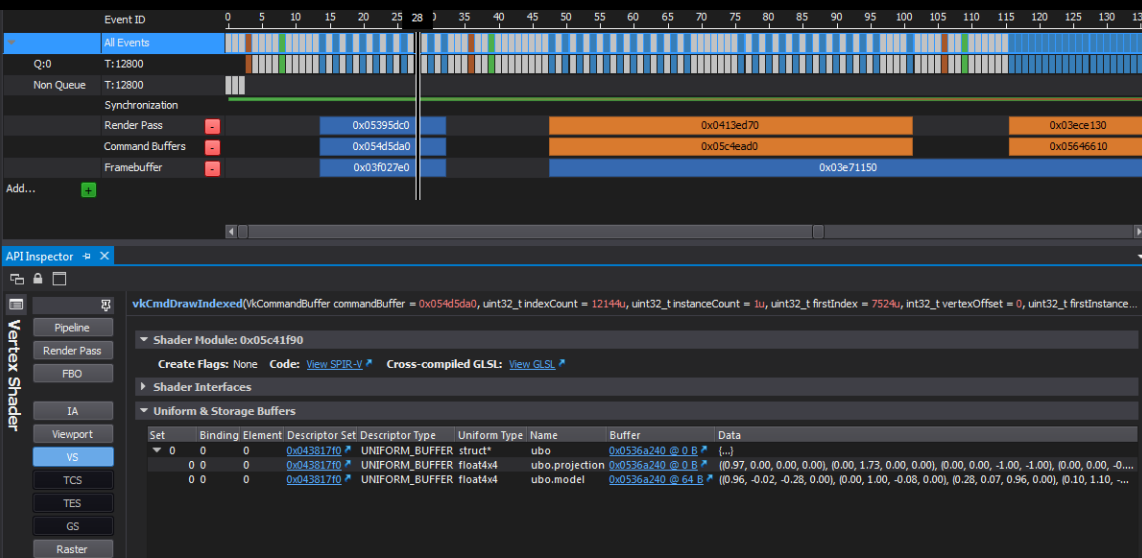 Event ID 0 5 10 15 20 25 28 0 35 40 45 50 55 60 65 70 75 80 85 90 95 100 105 110 115 120 125 130 135
All Events
Q:0 T:12800
Non Queue T:12800
Synchronization
Render Pass - 0x05395dc0 0x0413ed70 0x03ece130
Command Buffers - 0x054d5da0 0x05c4ead0 0x05646610
Framebuffer - 0x03f027e0 0x03e71150
Add... +
API Inspector
vkCmdDrawIndexed(VkCommandBuffer commandBuffer = 0x054d5da0, uint32_t indexCount = 12144u, uint32_t instanceCount = 1u, uint32_t firstIndex = 7524u, int32_t vertexOffset = 0, uint32_t firstInstance...
Vertex Shader
Pipeline
Render Pass
FBO
IA
Viewport
VS
TCS
TES
GS
Raster
Shader Module: 0x05c41f90
Create Flags: None Code: View SPIR-V Cross-compiled GLSL: View GLSL
Shader Interfaces
Uniform & Storage Buffers
Set Binding Element Descriptor Set Descriptor Type Uniform Type Name Buffer Data
0 0 0 0x043817f0 UNIFORM_BUFFER struct* ubo 0x0536a240 @ 0 B {...}
0 0 0 0x043817f0 UNIFORM_BUFFER float4x4 ubo.projection 0x0536a240 @ 0 B ((0.97, 0.00, 0.00, 0.00), (0.00, 1.73, 0.00, 0.00), (0.00, 0.00, -1.00, -1.00), (0.00, 0.00, -0....
0 0 0 0x043817f0 UNIFORM_BUFFER float4x4 ubo.model 0x0536a240 @ 64 B ((0.96, -0.02, -0.28, 0.00), (0.00, 1.00, -0.08, 0.00), (0.28, 0.07, 0.96, 0.00), (0.10, 1.10, -...